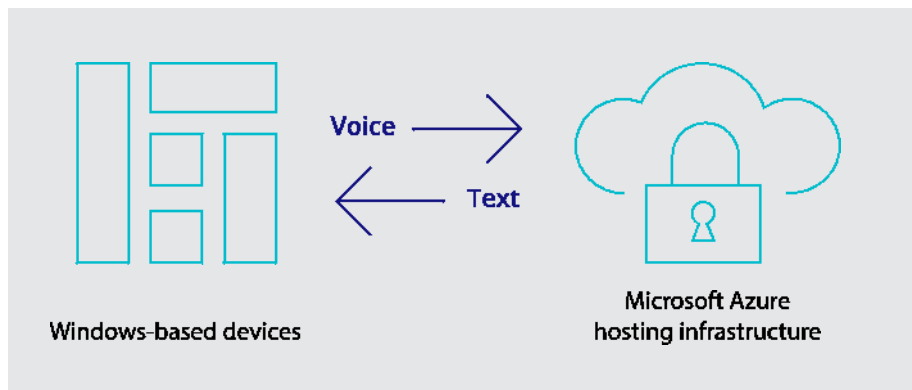 Voice
Text
Windows-based devices
Microsoft Azure
hosting infrastructure